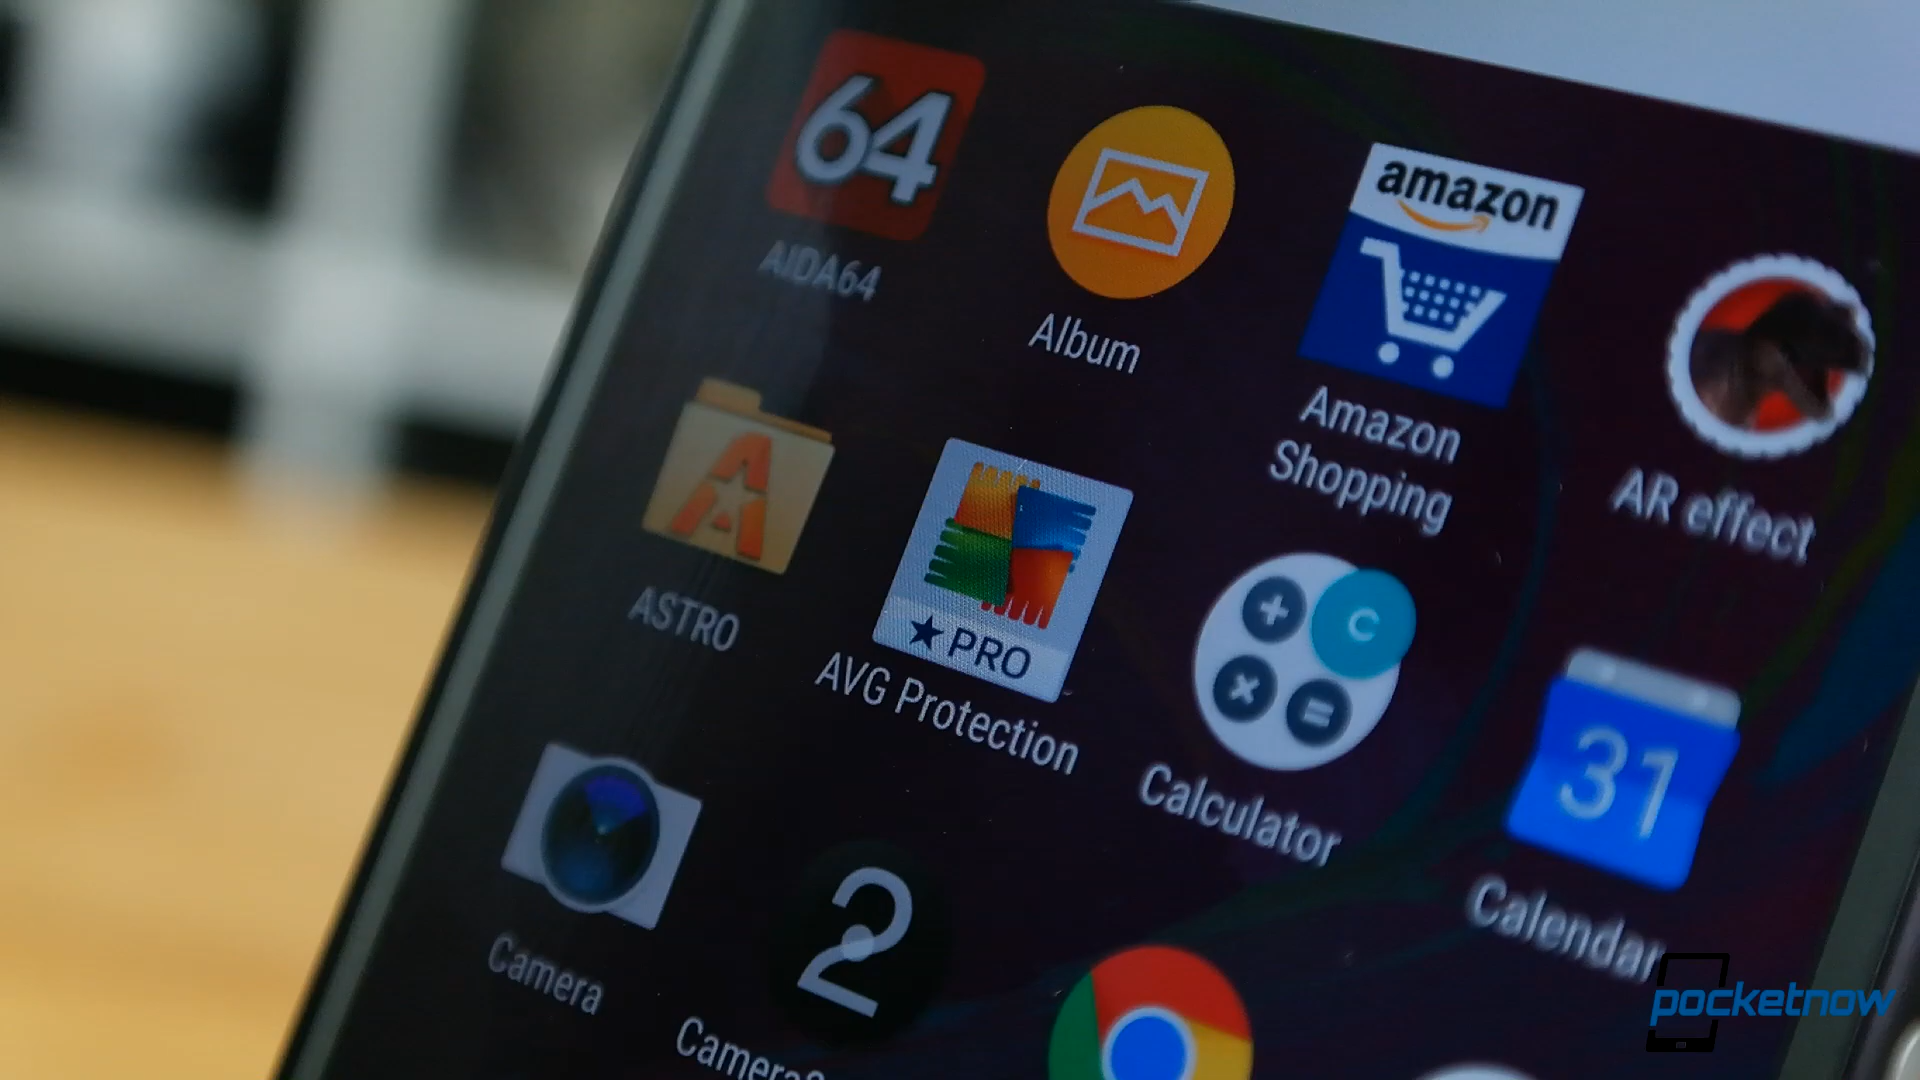 64
AIDA64
Album
amazon
Amazon
Shopping
AR effect
ASTRO
★ PRO
AVG Protection
C
Calculator
31
Calendar
Camera
2
pocketnow